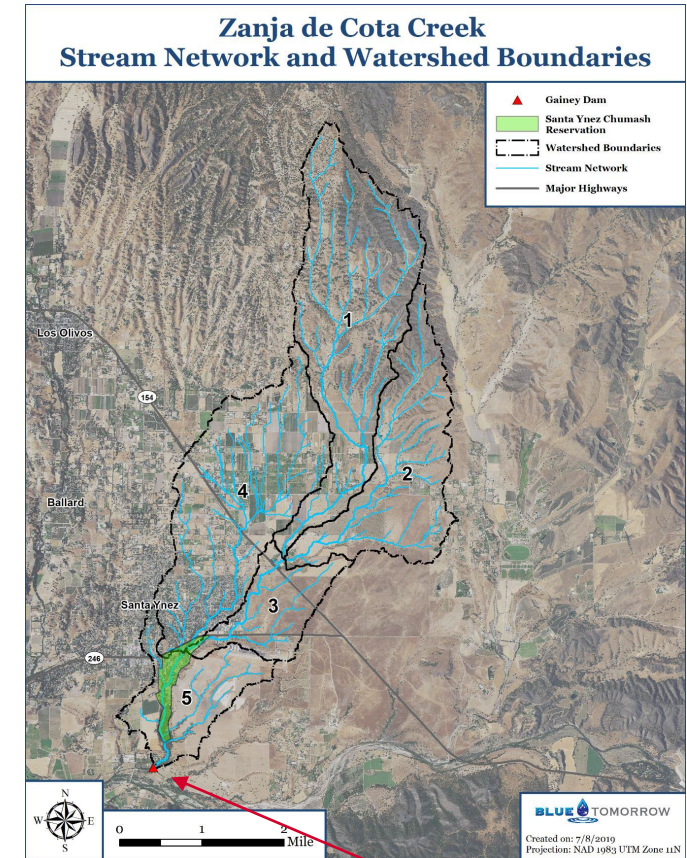 Zanja de Cota Creek
Stream Network and Watershed Boundaries
Gainey Dam
Santa Ynez Chumash
Reservation
Watershed Boundaries
Stream Network
Major Highways
1
Los Olivos
154
2
4
Ballard
Santa Ynez
3
246
5
N
W
E
S
0
1
2
Mile
BLUE TOMORROW
Created on: 7/8/2019
Projection: NAD 1983 UTM Zone 11N